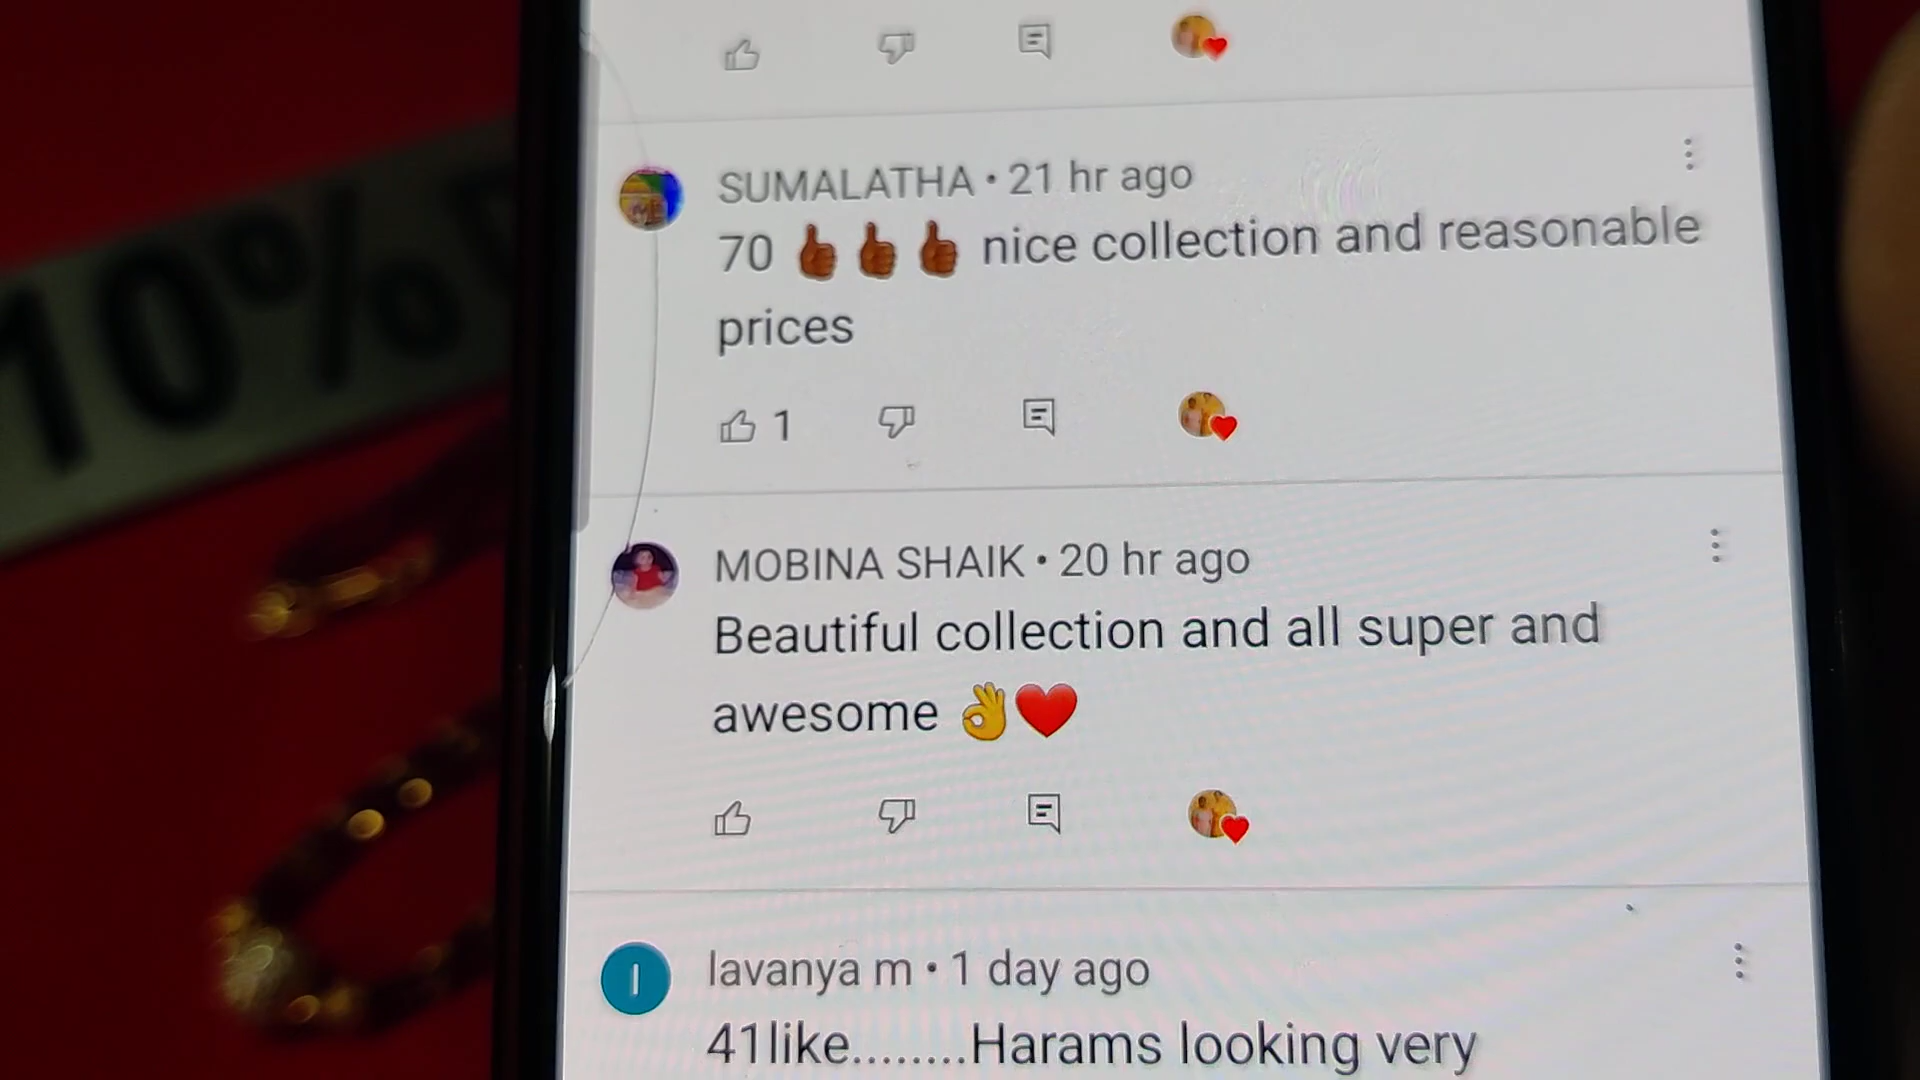 10%
SUMALATHA • 21 hr ago
70 👍🏾 👍🏾 👍🏾 nice collection and reasonable
prices
1
MOBINA SHAIK • 20 hr ago
Beautiful collection and all super and
awesome 👌❤️
l
lavanya m • 1 day ago
41like........Harams looking very